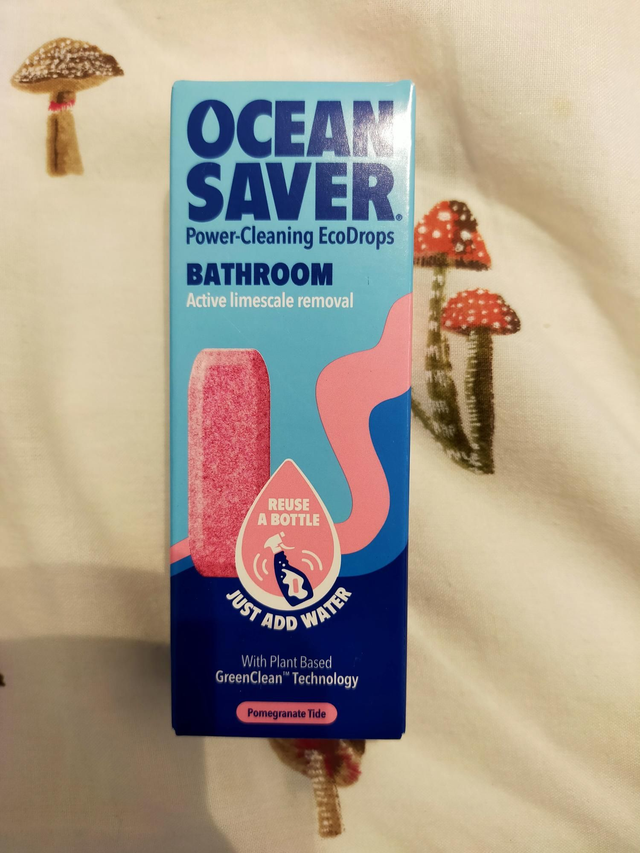 OCEAN
SAVER®
Power-Cleaning EcoDrops
BATHROOM
Active limescale removal
REUSE
A BOTTLE
JUST ADD WATER
With Plant Based
GreenClean™ Technology
Pomegranate Tide